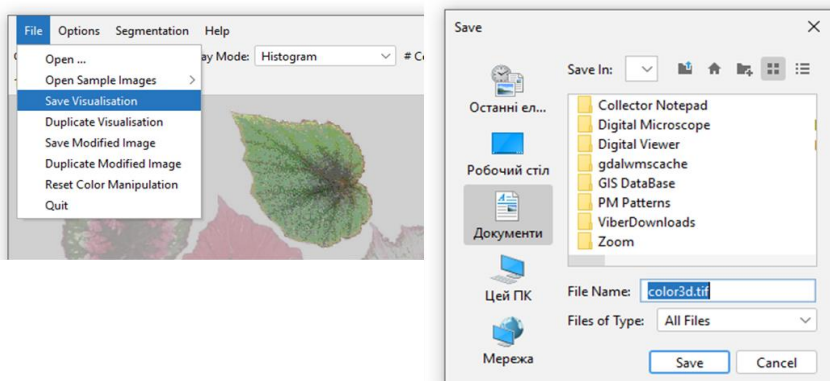 File Options Segmentation Help
Open ...
ay Mode: Histogram
Open Sample Images
Save Visualisation
Duplicate Visualisation
Save Modified Image
Duplicate Modified Image
Reset Color Manipulation
Quit
Save
Save In:
Останні ел...
Робочий стіл
Документи
Цей ПК
Мережа
Collector Notepad
Digital Microscope
Digital Viewer
gdalwmscache
GIS DataBase
PM Patterns
ViberDownloads
Zoom
File Name: color3d.tif
Files of Type: All Files
Save Cancel